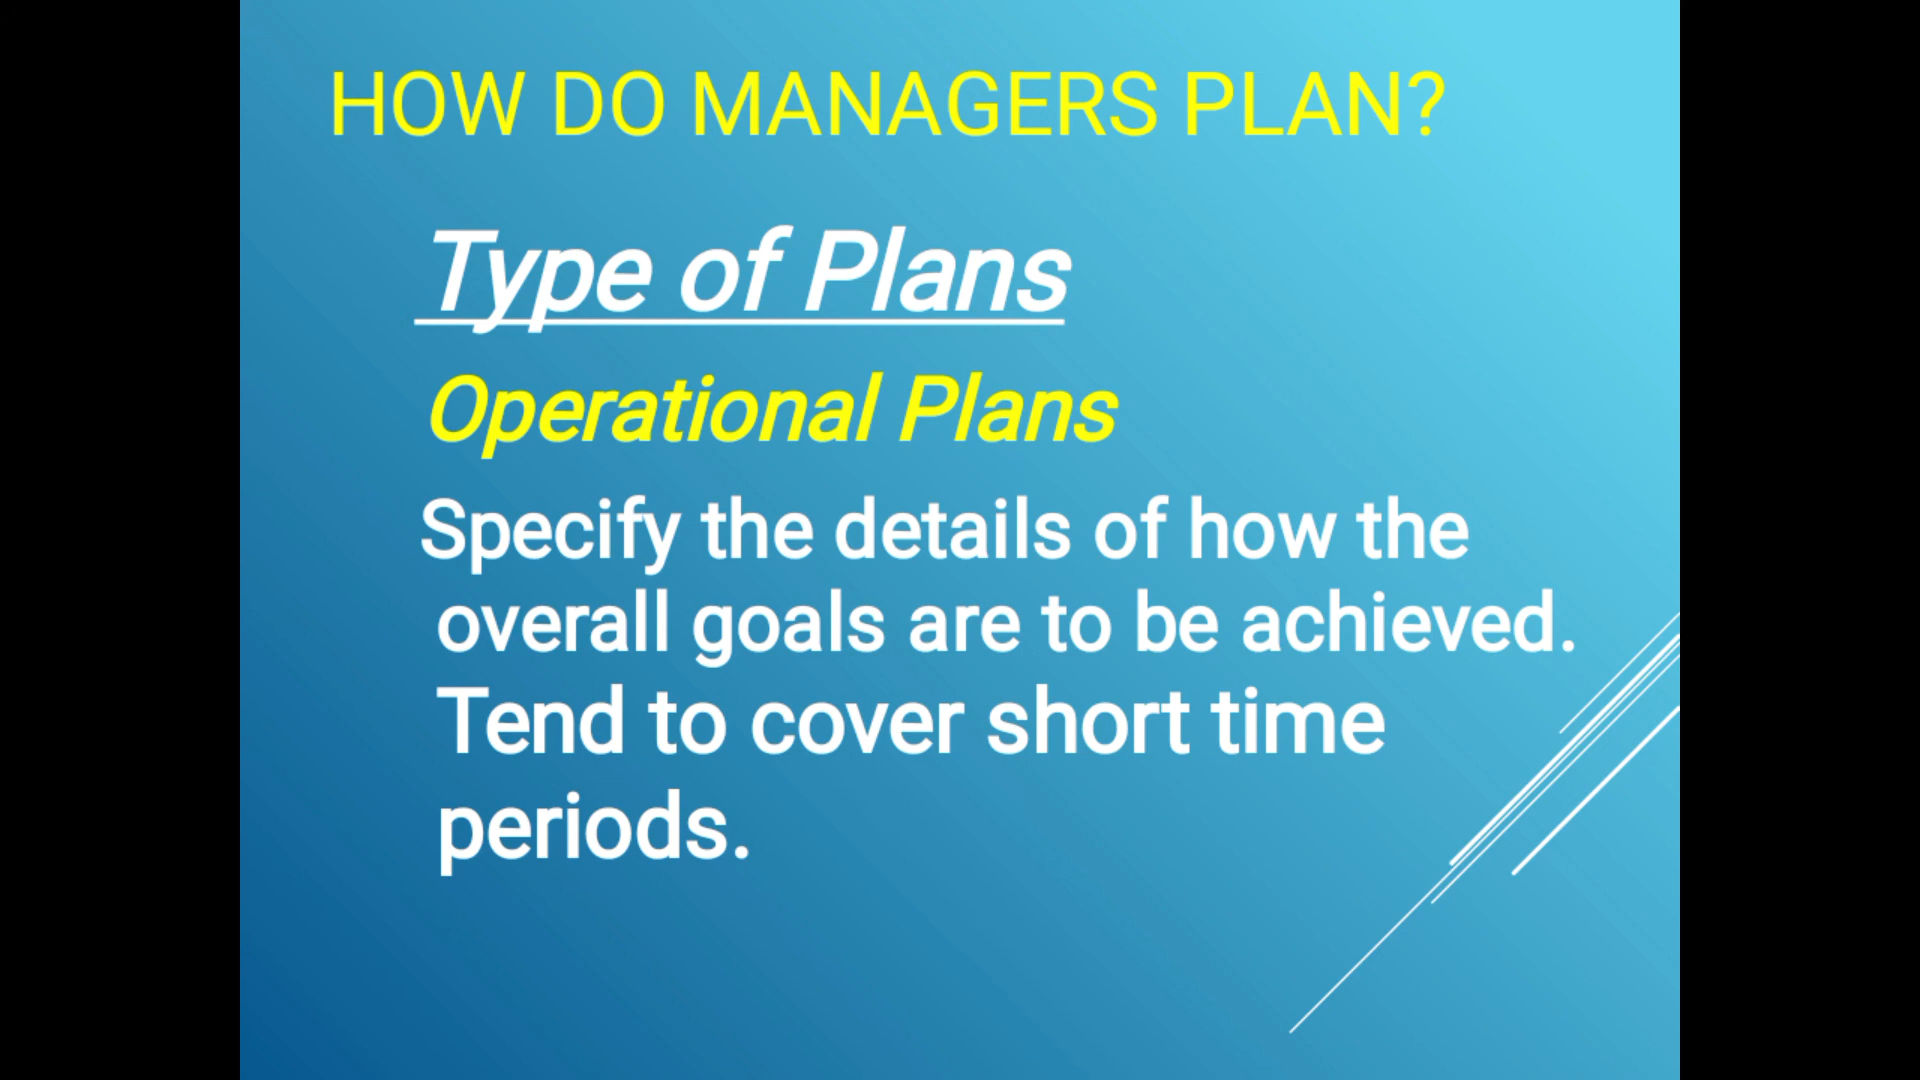 HOW DO MANAGERS PLAN?
Type of Plans
Operational Plans
Specify the details of how the
overall goals are to be achieved.
Tend to cover short time
periods.